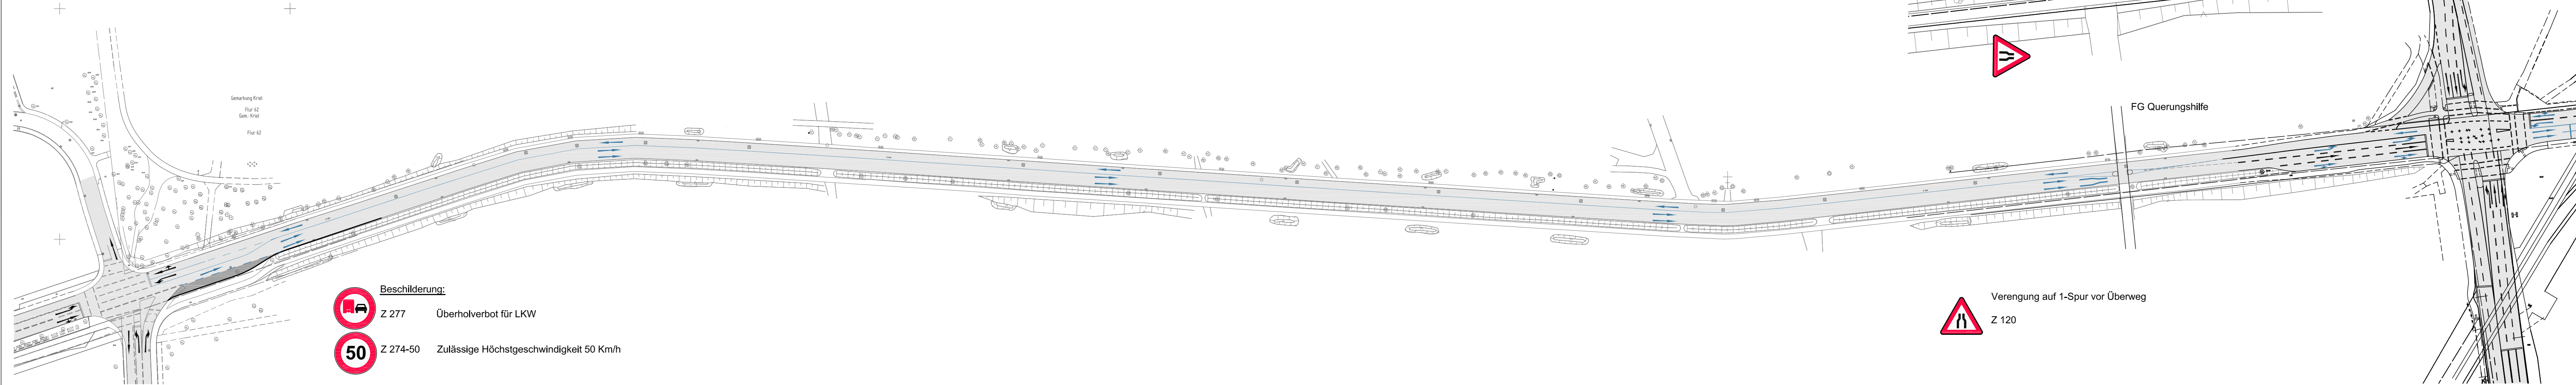 Gemarkung Kriel
Flur 62
Gem.: Kriel
Flur 62
FG Querungshilfe
Beschilderung:
Z 277 Überholverbot für LKW
50 Z 274-50 Zulässige Höchstgeschwindigkeit 50 Km/h
Verengung auf 1-Spur vor Überweg
Z 120